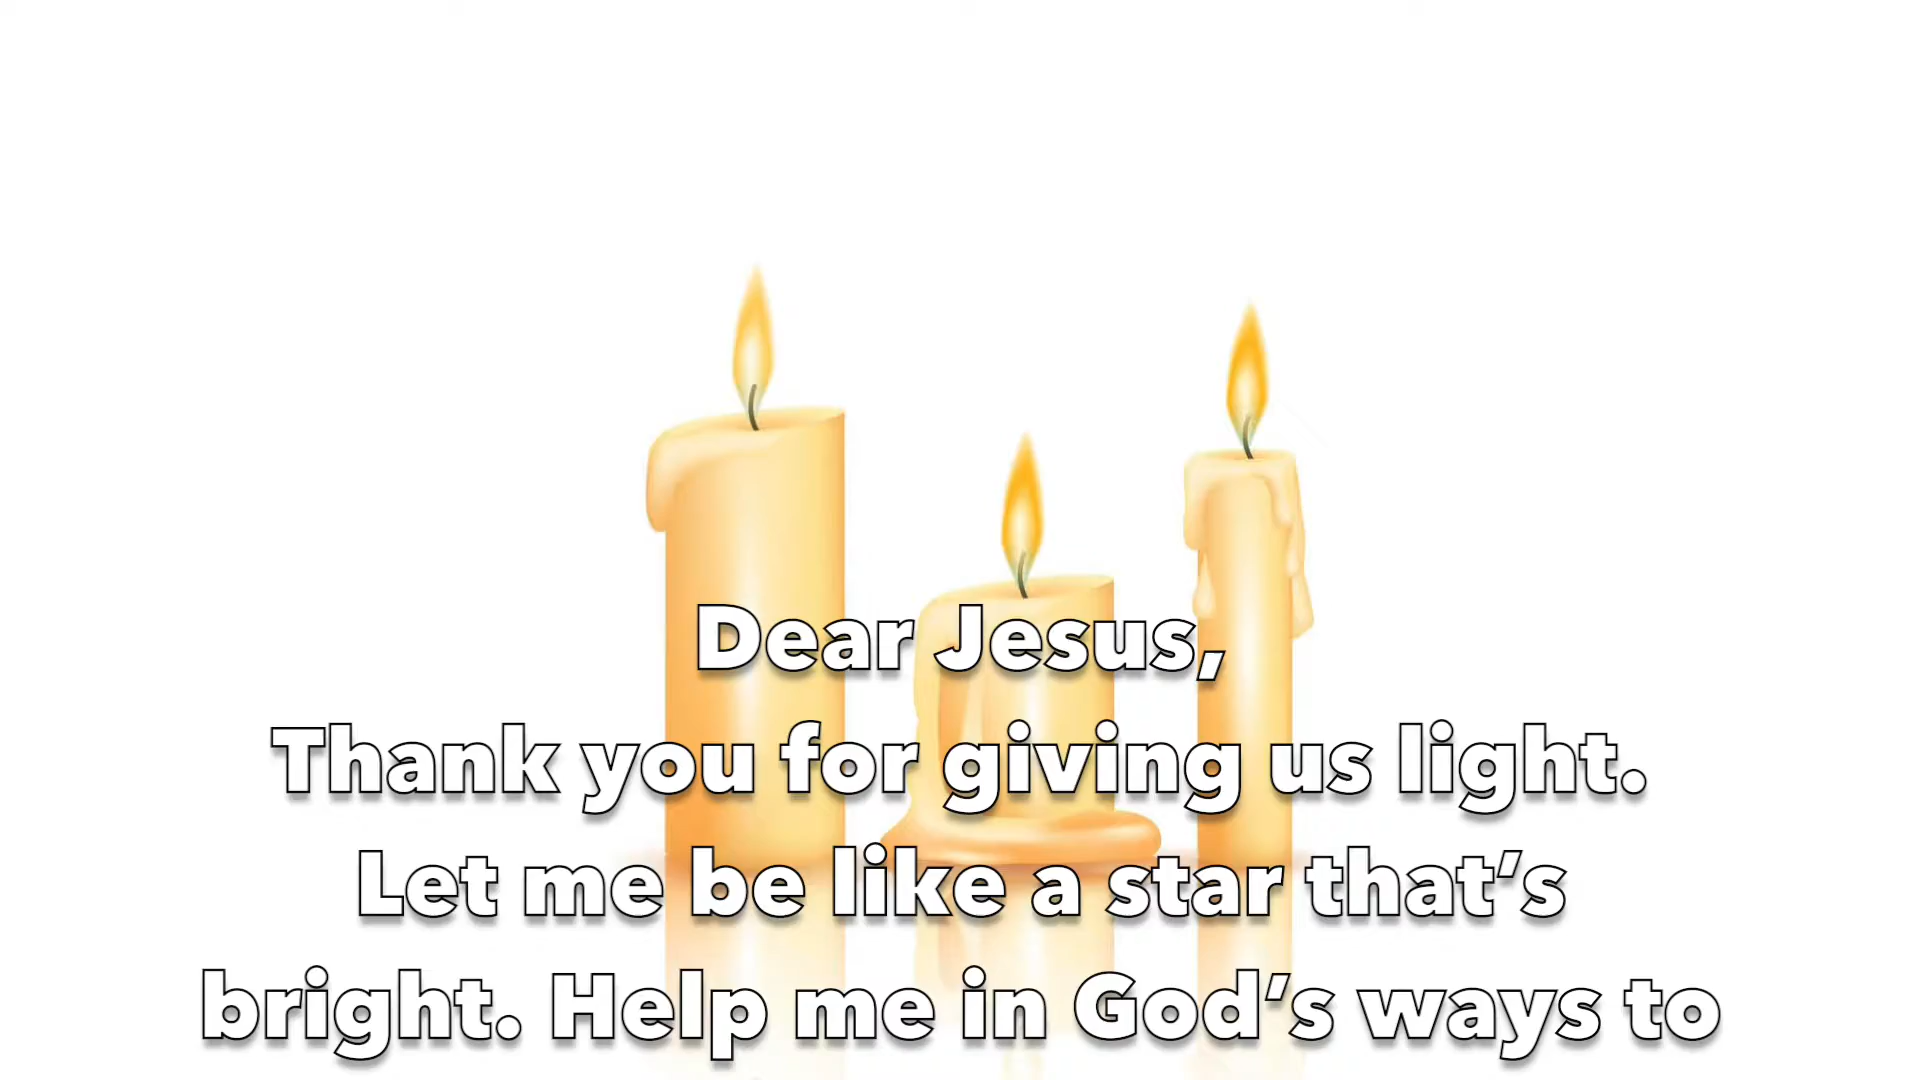 Dear Jesus,
Thank you for giving us light.
Let me be like a star that’s
bright. Help me in God’s ways to